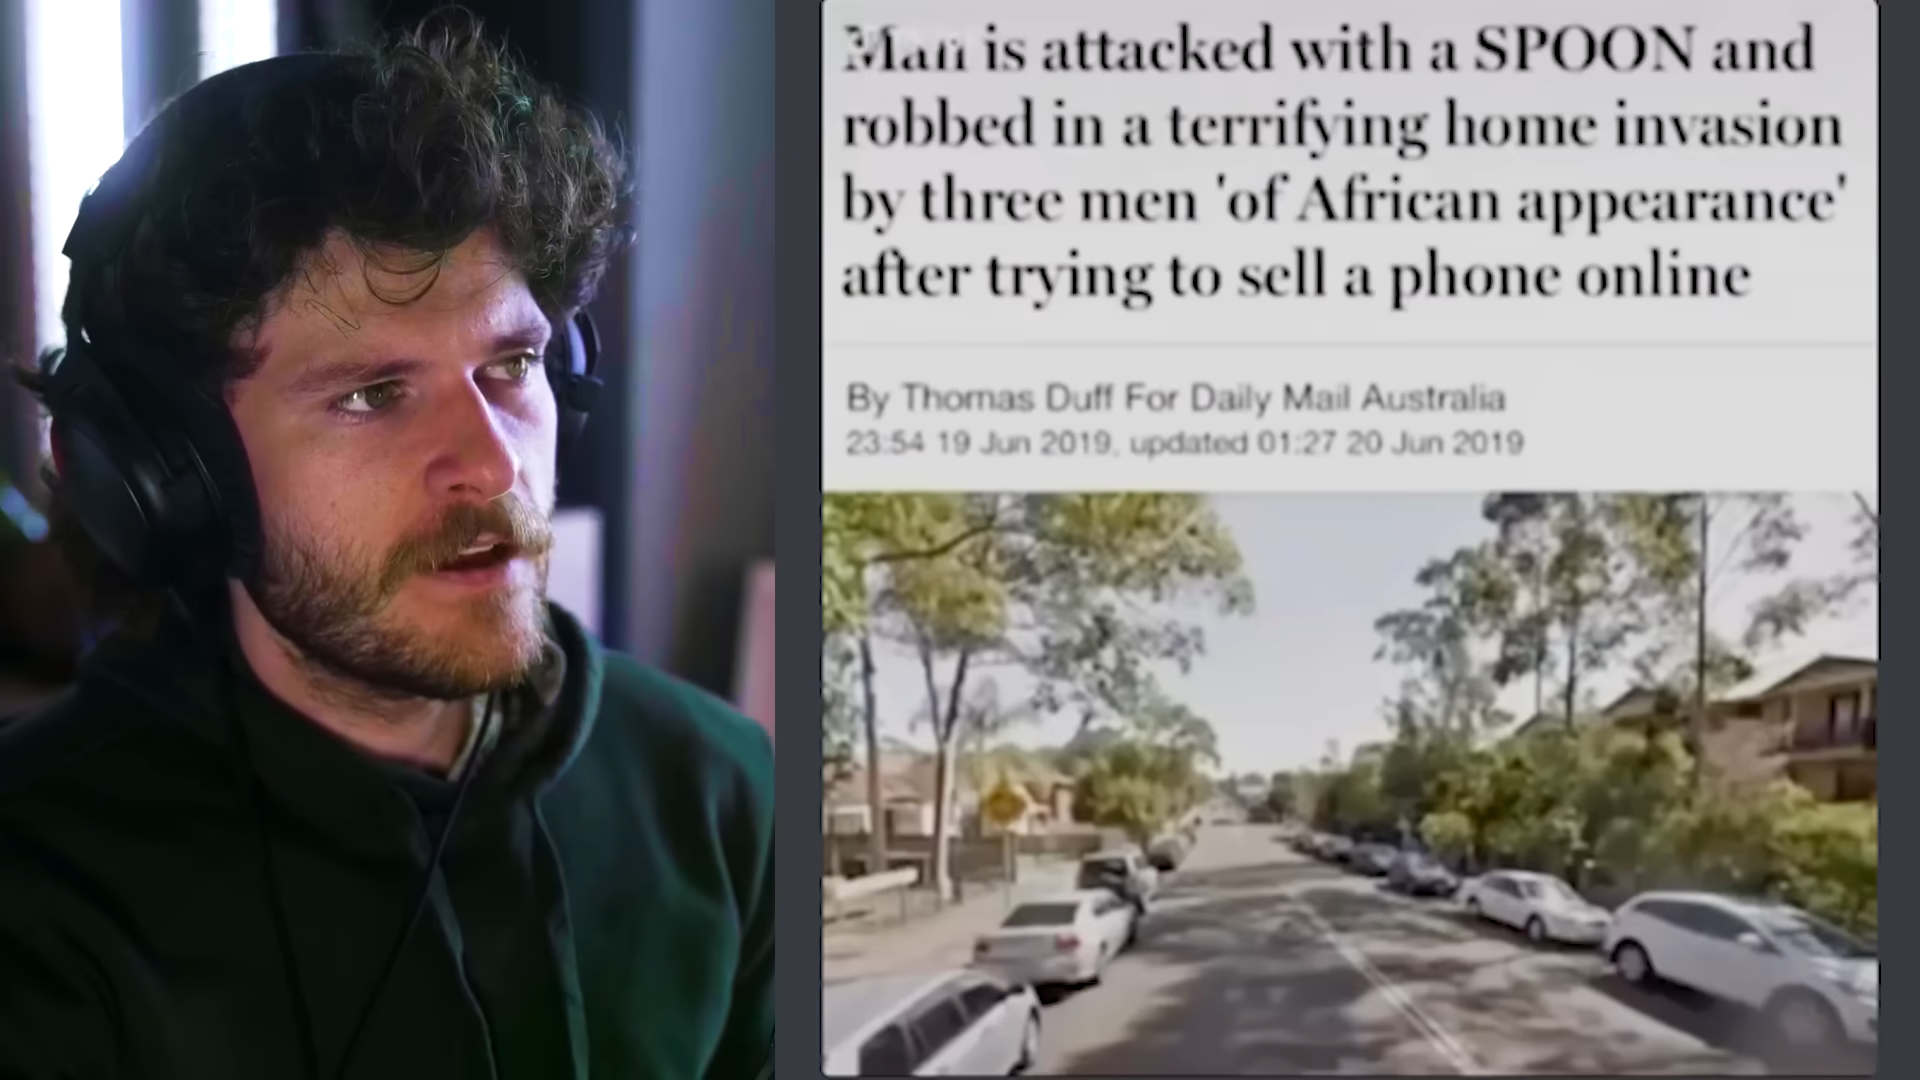 Man is attacked with a SPOON and
robbed in a terrifying home invasion
by three men 'of African appearance'
after trying to sell a phone online
By Thomas Duff For Daily Mail Australia
23:54 19 Jun 2019, updated 01:27 20 Jun 2019